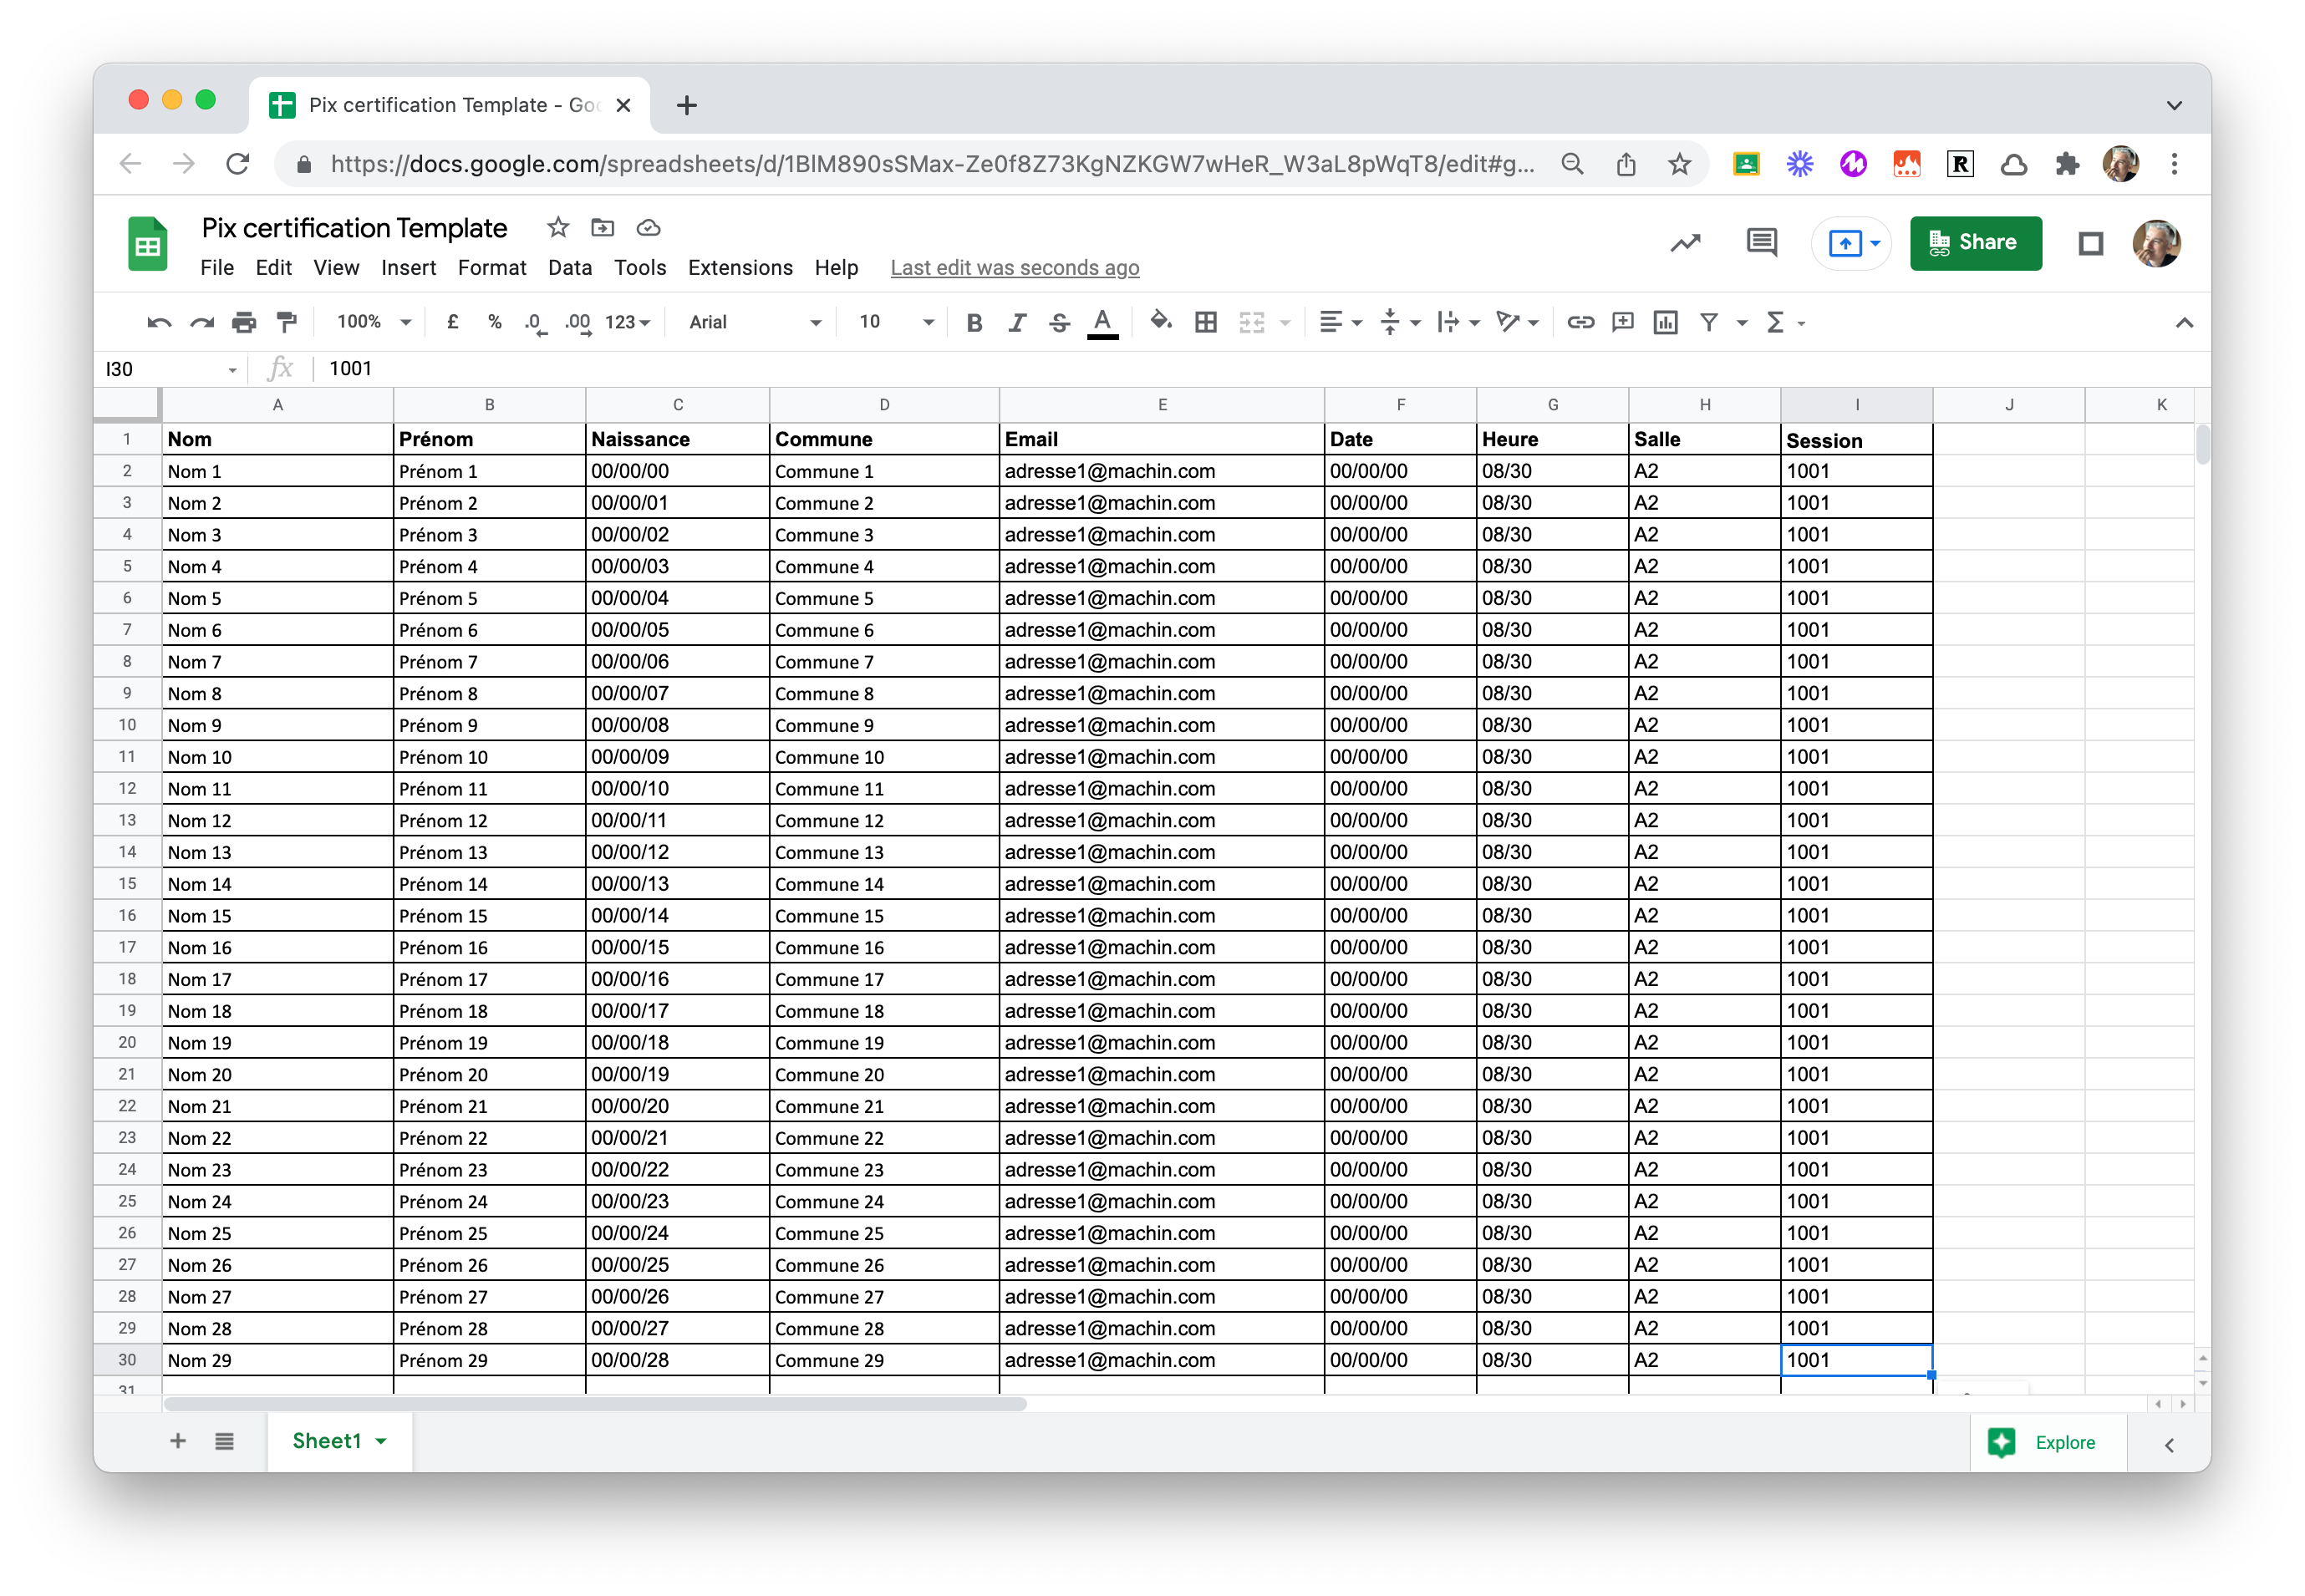 Pix certification Template - Goo
https://docs.google.com/spreadsheets/d/1BlM890sSMax-Ze0f8Z73KgNZKGW7wHeR_W3aL8pWqT8/edit#g...
Pix certification Template
File Edit View Insert Format Data Tools Extensions Help Last edit was seconds ago
Share
100% £ % .0 .00 123 Arial 10 B I S A
I30 fx 1001
A B C D E F G H I J K
1 Nom Prénom Naissance Commune Email Date Heure Salle Session
2 Nom 1 Prénom 1 00/00/00 Commune 1 adresse1@machin.com 00/00/00 08/30 A2 1001
3 Nom 2 Prénom 2 00/00/01 Commune 2 adresse1@machin.com 00/00/00 08/30 A2 1001
4 Nom 3 Prénom 3 00/00/02 Commune 3 adresse1@machin.com 00/00/00 08/30 A2 1001
5 Nom 4 Prénom 4 00/00/03 Commune 4 adresse1@machin.com 00/00/00 08/30 A2 1001
6 Nom 5 Prénom 5 00/00/04 Commune 5 adresse1@machin.com 00/00/00 08/30 A2 1001
7 Nom 6 Prénom 6 00/00/05 Commune 6 adresse1@machin.com 00/00/00 08/30 A2 1001
8 Nom 7 Prénom 7 00/00/06 Commune 7 adresse1@machin.com 00/00/00 08/30 A2 1001
9 Nom 8 Prénom 8 00/00/07 Commune 8 adresse1@machin.com 00/00/00 08/30 A2 1001
10 Nom 9 Prénom 9 00/00/08 Commune 9 adresse1@machin.com 00/00/00 08/30 A2 1001
11 Nom 10 Prénom 10 00/00/09 Commune 10 adresse1@machin.com 00/00/00 08/30 A2 1001
12 Nom 11 Prénom 11 00/00/10 Commune 11 adresse1@machin.com 00/00/00 08/30 A2 1001
13 Nom 12 Prénom 12 00/00/11 Commune 12 adresse1@machin.com 00/00/00 08/30 A2 1001
14 Nom 13 Prénom 13 00/00/12 Commune 13 adresse1@machin.com 00/00/00 08/30 A2 1001
15 Nom 14 Prénom 14 00/00/13 Commune 14 adresse1@machin.com 00/00/00 08/30 A2 1001
16 Nom 15 Prénom 15 00/00/14 Commune 15 adresse1@machin.com 00/00/00 08/30 A2 1001
17 Nom 16 Prénom 16 00/00/15 Commune 16 adresse1@machin.com 00/00/00 08/30 A2 1001
18 Nom 17 Prénom 17 00/00/16 Commune 17 adresse1@machin.com 00/00/00 08/30 A2 1001
19 Nom 18 Prénom 18 00/00/17 Commune 18 adresse1@machin.com 00/00/00 08/30 A2 1001
20 Nom 19 Prénom 19 00/00/18 Commune 19 adresse1@machin.com 00/00/00 08/30 A2 1001
21 Nom 20 Prénom 20 00/00/19 Commune 20 adresse1@machin.com 00/00/00 08/30 A2 1001
22 Nom 21 Prénom 21 00/00/20 Commune 21 adresse1@machin.com 00/00/00 08/30 A2 1001
23 Nom 22 Prénom 22 00/00/21 Commune 22 adresse1@machin.com 00/00/00 08/30 A2 1001
24 Nom 23 Prénom 23 00/00/22 Commune 23 adresse1@machin.com 00/00/00 08/30 A2 1001
25 Nom 24 Prénom 24 00/00/23 Commune 24 adresse1@machin.com 00/00/00 08/30 A2 1001
26 Nom 25 Prénom 25 00/00/24 Commune 25 adresse1@machin.com 00/00/00 08/30 A2 1001
27 Nom 26 Prénom 26 00/00/25 Commune 26 adresse1@machin.com 00/00/00 08/30 A2 1001
28 Nom 27 Prénom 27 00/00/26 Commune 27 adresse1@machin.com 00/00/00 08/30 A2 1001
29 Nom 28 Prénom 28 00/00/27 Commune 28 adresse1@machin.com 00/00/00 08/30 A2 1001
30 Nom 29 Prénom 29 00/00/28 Commune 29 adresse1@machin.com 00/00/00 08/30 A2 1001
31
Sheet1 Explore